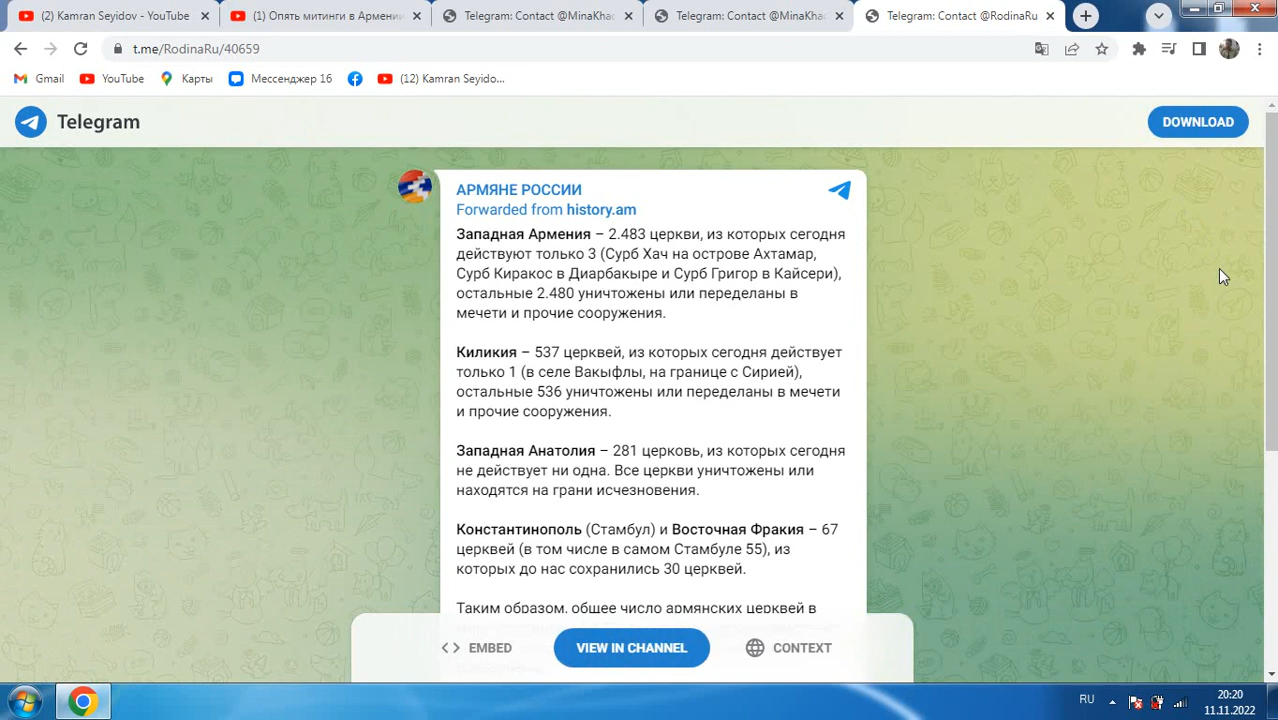 (2) Kamran Seyidov - YouTube
(1) Опять митинги в Армении
Telegram: Contact @MinaKha
Telegram: Contact @MinaKha
Telegram: Contact @RodinaRu
t.me/RodinaRu/40659
Gmail
YouTube
Карты
Мессенджер 16
(12) Kamran Seyido...
Telegram
DOWNLOAD
АРМЯНЕ РОССИИ
Forwarded from history.am
Западная Армения – 2.483 церкви, из которых сегодня
действуют только 3 (Сурб Хач на острове Ахтамар,
Сурб Киракос в Диарбакыре и Сурб Григор в Кайсери),
остальные 2.480 уничтожены или переделаны в
мечети и прочие сооружения.
Киликия – 537 церквей, из которых сегодня действует
только 1 (в селе Вакыфлы, на границе с Сирией),
остальные 536 уничтожены или переделаны в мечети
и прочие сооружения.
Западная Анатолия – 281 церковь, из которых сегодня
не действует ни одна. Все церкви уничтожены или
находятся на грани исчезновения.
Константинополь (Стамбул) и Восточная Фракия – 67
церквей (в том числе в самом Стамбуле 55), из
которых до нас сохранились 30 церквей.
Таким образом, общее число армянских церквей в
EMBED
VIEW IN CHANNEL
CONTEXT
RU
20:20
11.11.2022